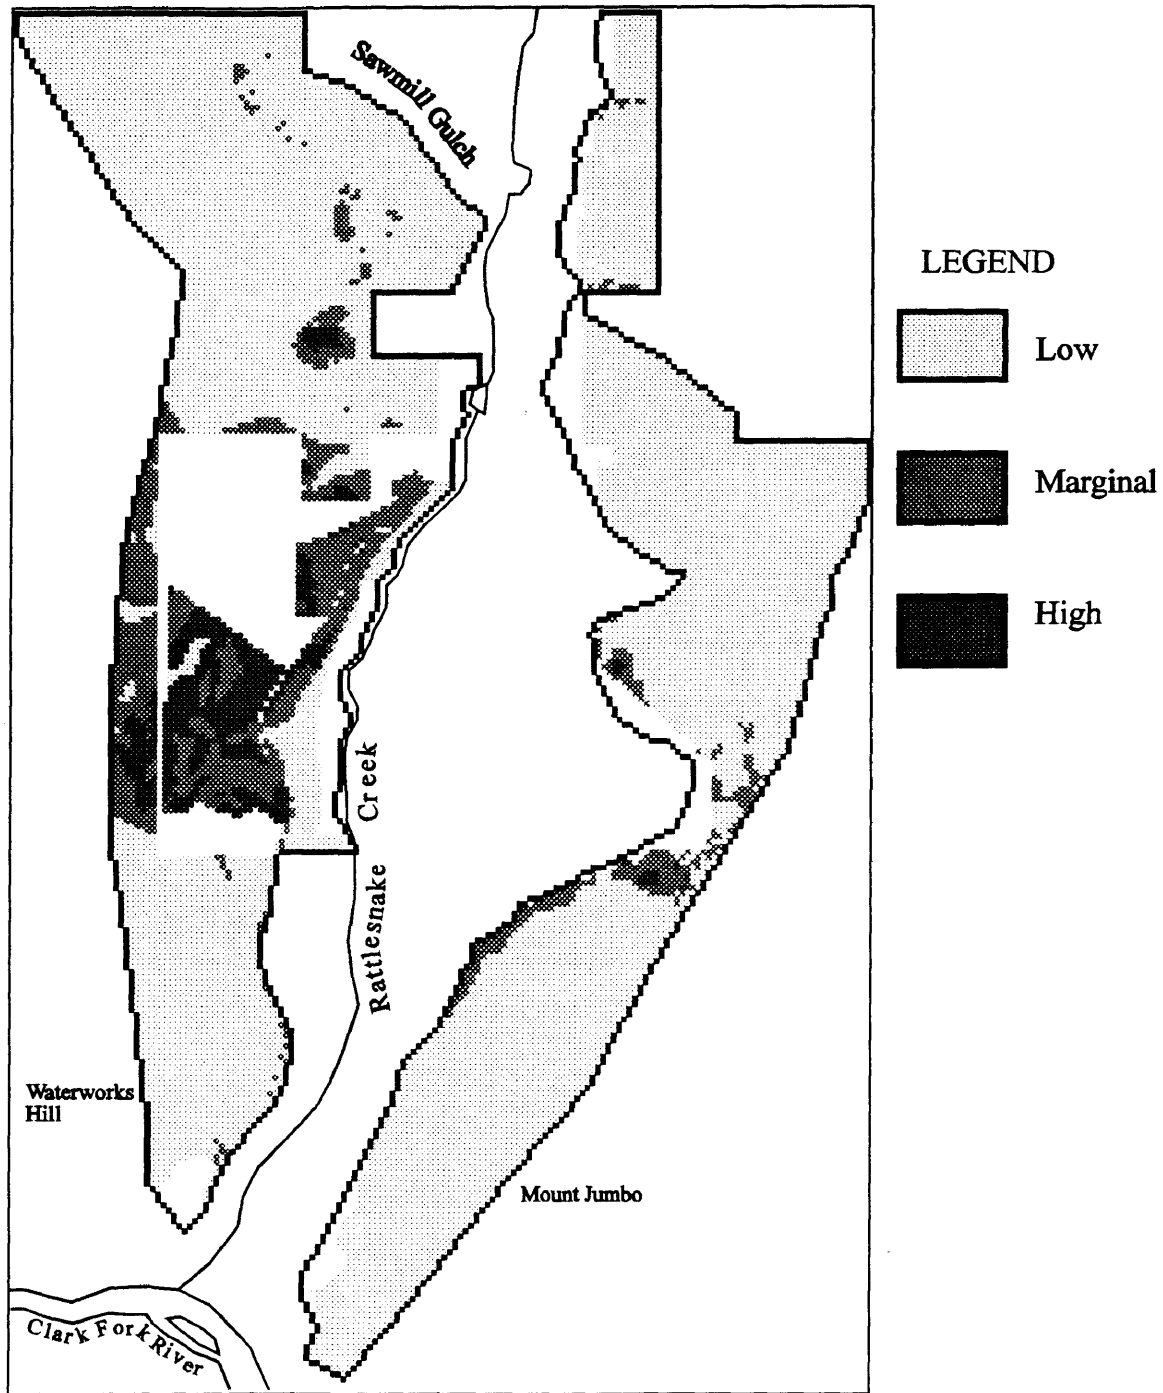 Sawmill Gulch
LEGEND
Low
Marginal
High
Rattlesnake Creek
Waterworks
Hill
Mount Jumbo
Clark Fork River